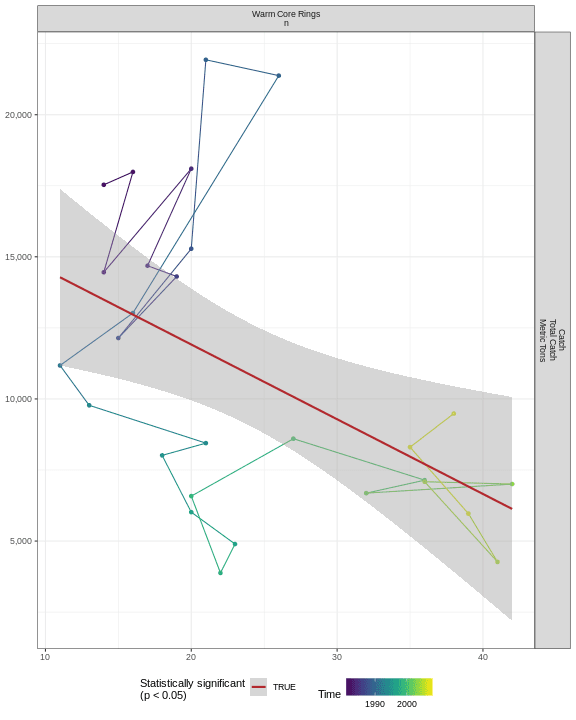 Warm Core Rings
n
20,000
15,000
10,000
5,000
10
20
30
40
Catch
Total Catch
Metric Tons
Statistically significant
(p < 0.05)
TRUE
Time
1990
2000